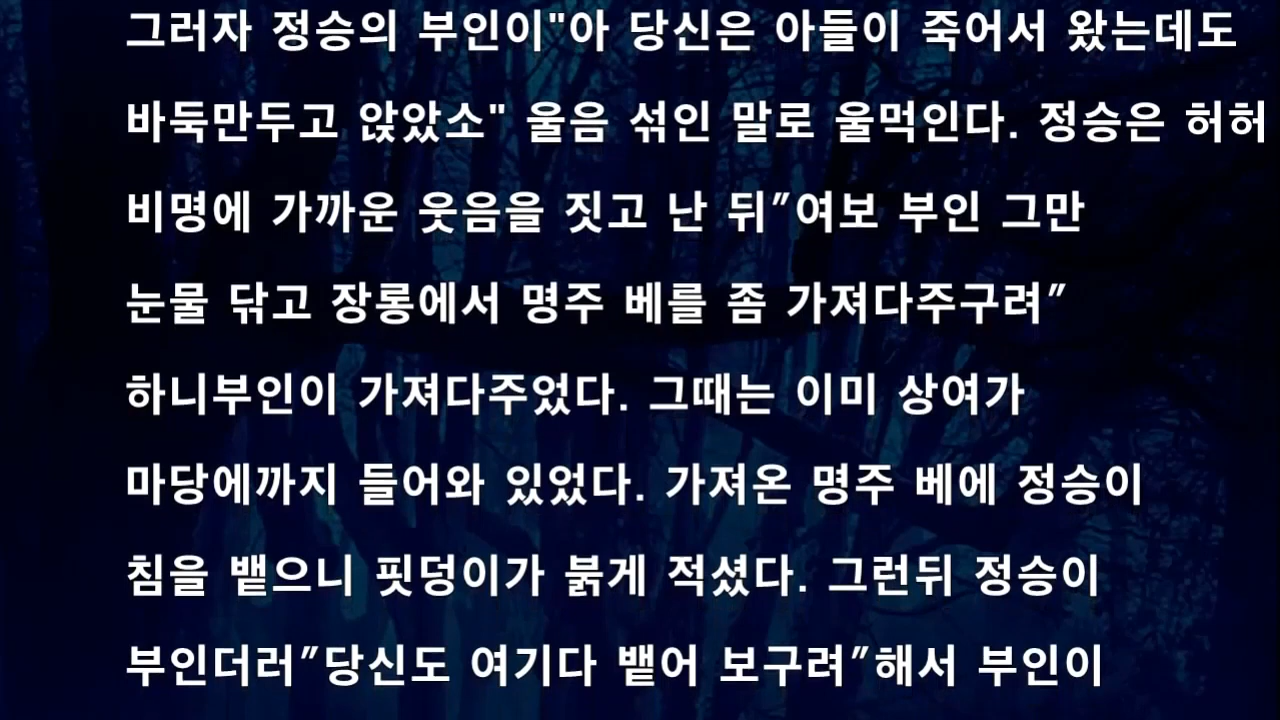 그러자 정승의 부인이"아 당신은 아들이 죽어서 왔는데도
바둑만두고 앉았소" 울음 섞인 말로 울먹인다. 정승은 허허
비명에 가까운 웃음을 짓고 난 뒤"여보 부인 그만
눈물 닦고 장롱에서 명주 베를 좀 가져다주구려"
하니부인이 가져다주었다. 그때는 이미 상여가
마당에까지 들어와 있었다. 가져온 명주 베에 정승이
침을 뱉으니 핏덩이가 붉게 적셨다. 그런뒤 정승이
부인더러"당신도 여기다 뱉어 보구려"해서 부인이